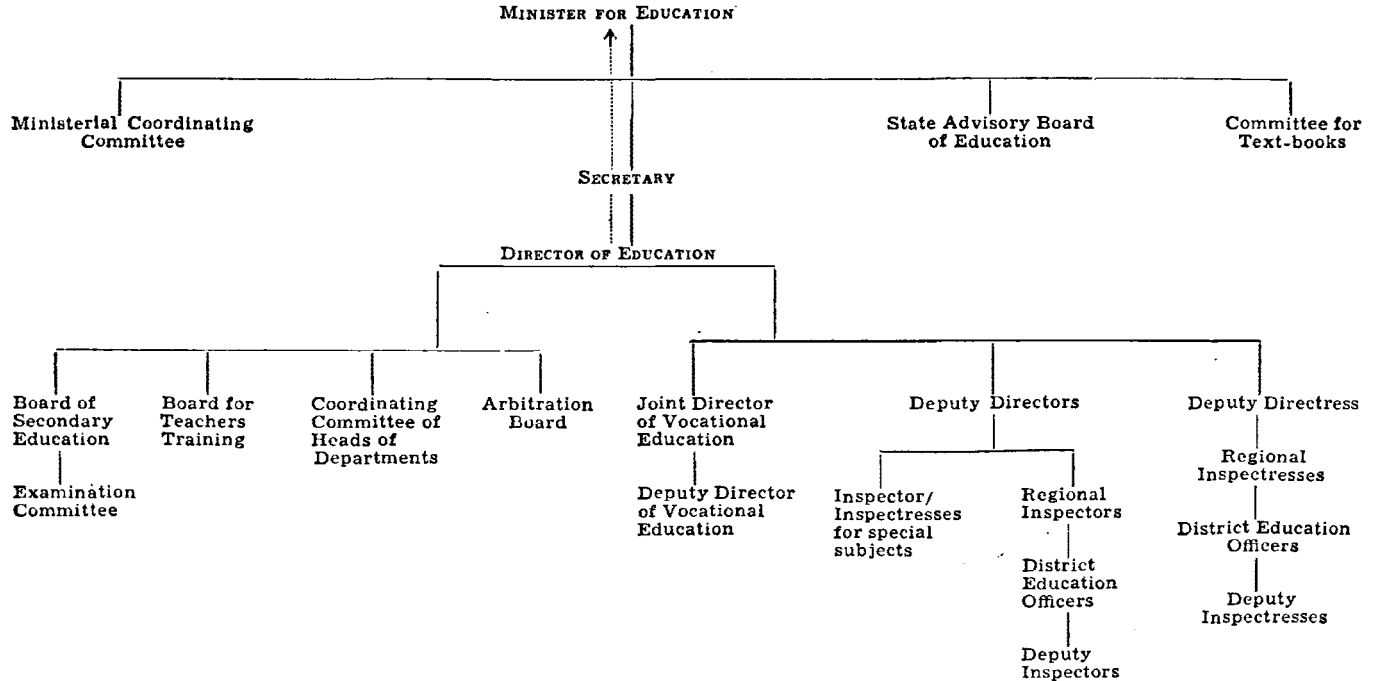 MINISTER FOR EDUCATION
Ministerial Coordinating
Committee
State Advisory Board
of Education
Committee for
Text-books
SECRETARY
DIRECTOR OF EDUCATION
Board of
Secondary
Education
Board for
Teachers
Training
Coordinating
Committee of
Heads of
Departments
Arbitration
Board
Joint Director
of Vocational
Education
Deputy Directors
Deputy Directress
Examination
Committee
Deputy Director
of Vocational
Education
Inspector/
Inspectresses
for special
subjects
Regional
Inspectors
District
Education
Officers
Deputy
Inspectors
Regional
Inspectresses
District Education
Officers
Deputy
Inspectresses